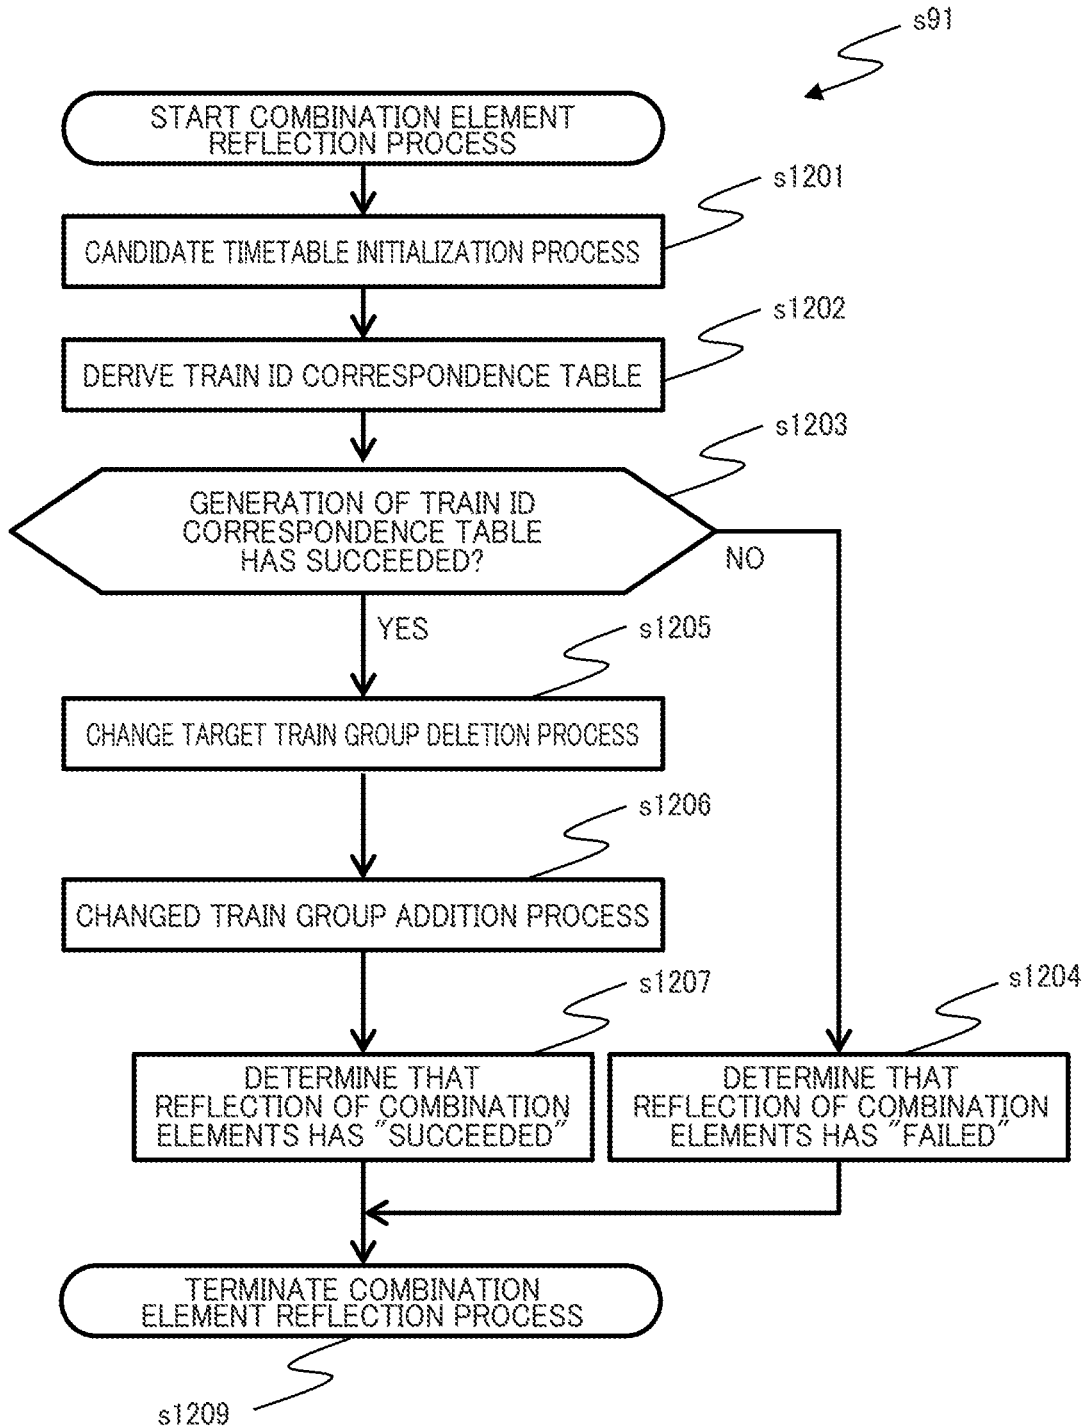 s91
START COMBINATION ELEMENT
REFLECTION PROCESS
s1201
CANDIDATE TIMETABLE INITIALIZATION PROCESS
s1202
DERIVE TRAIN ID CORRESPONDENCE TABLE
s1203
GENERATION OF TRAIN ID
CORRESPONDENCE TABLE
HAS SUCCEEDED?
NO
YES
s1205
CHANGE TARGET TRAIN GROUP DELETION PROCESS
s1206
CHANGED TRAIN GROUP ADDITION PROCESS
s1207
DETERMINE THAT
REFLECTION OF COMBINATION
ELEMENTS HAS "SUCCEEDED"
s1204
DETERMINE THAT
REFLECTION OF COMBINATION
ELEMENTS HAS "FAILED"
TERMINATE COMBINATION
ELEMENT REFLECTION PROCESS
s1209